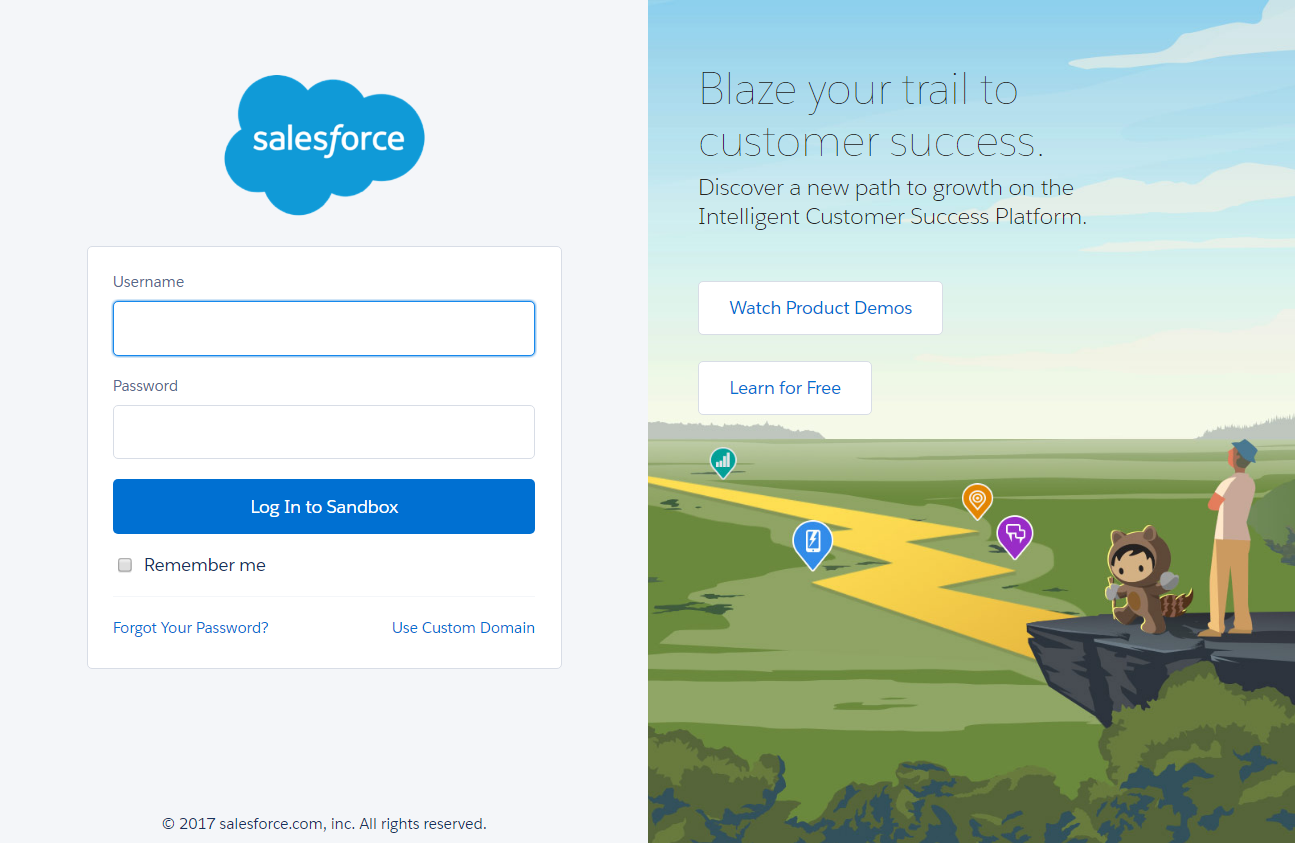 salesforce
Username
Password
Log In to Sandbox
Remember me
Forgot Your Password?
Use Custom Domain
© 2017 salesforce.com, inc. All rights reserved.
Blaze your trail to
customer success.
Discover a new path to growth on the
Intelligent Customer Success Platform.
Watch Product Demos
Learn for Free